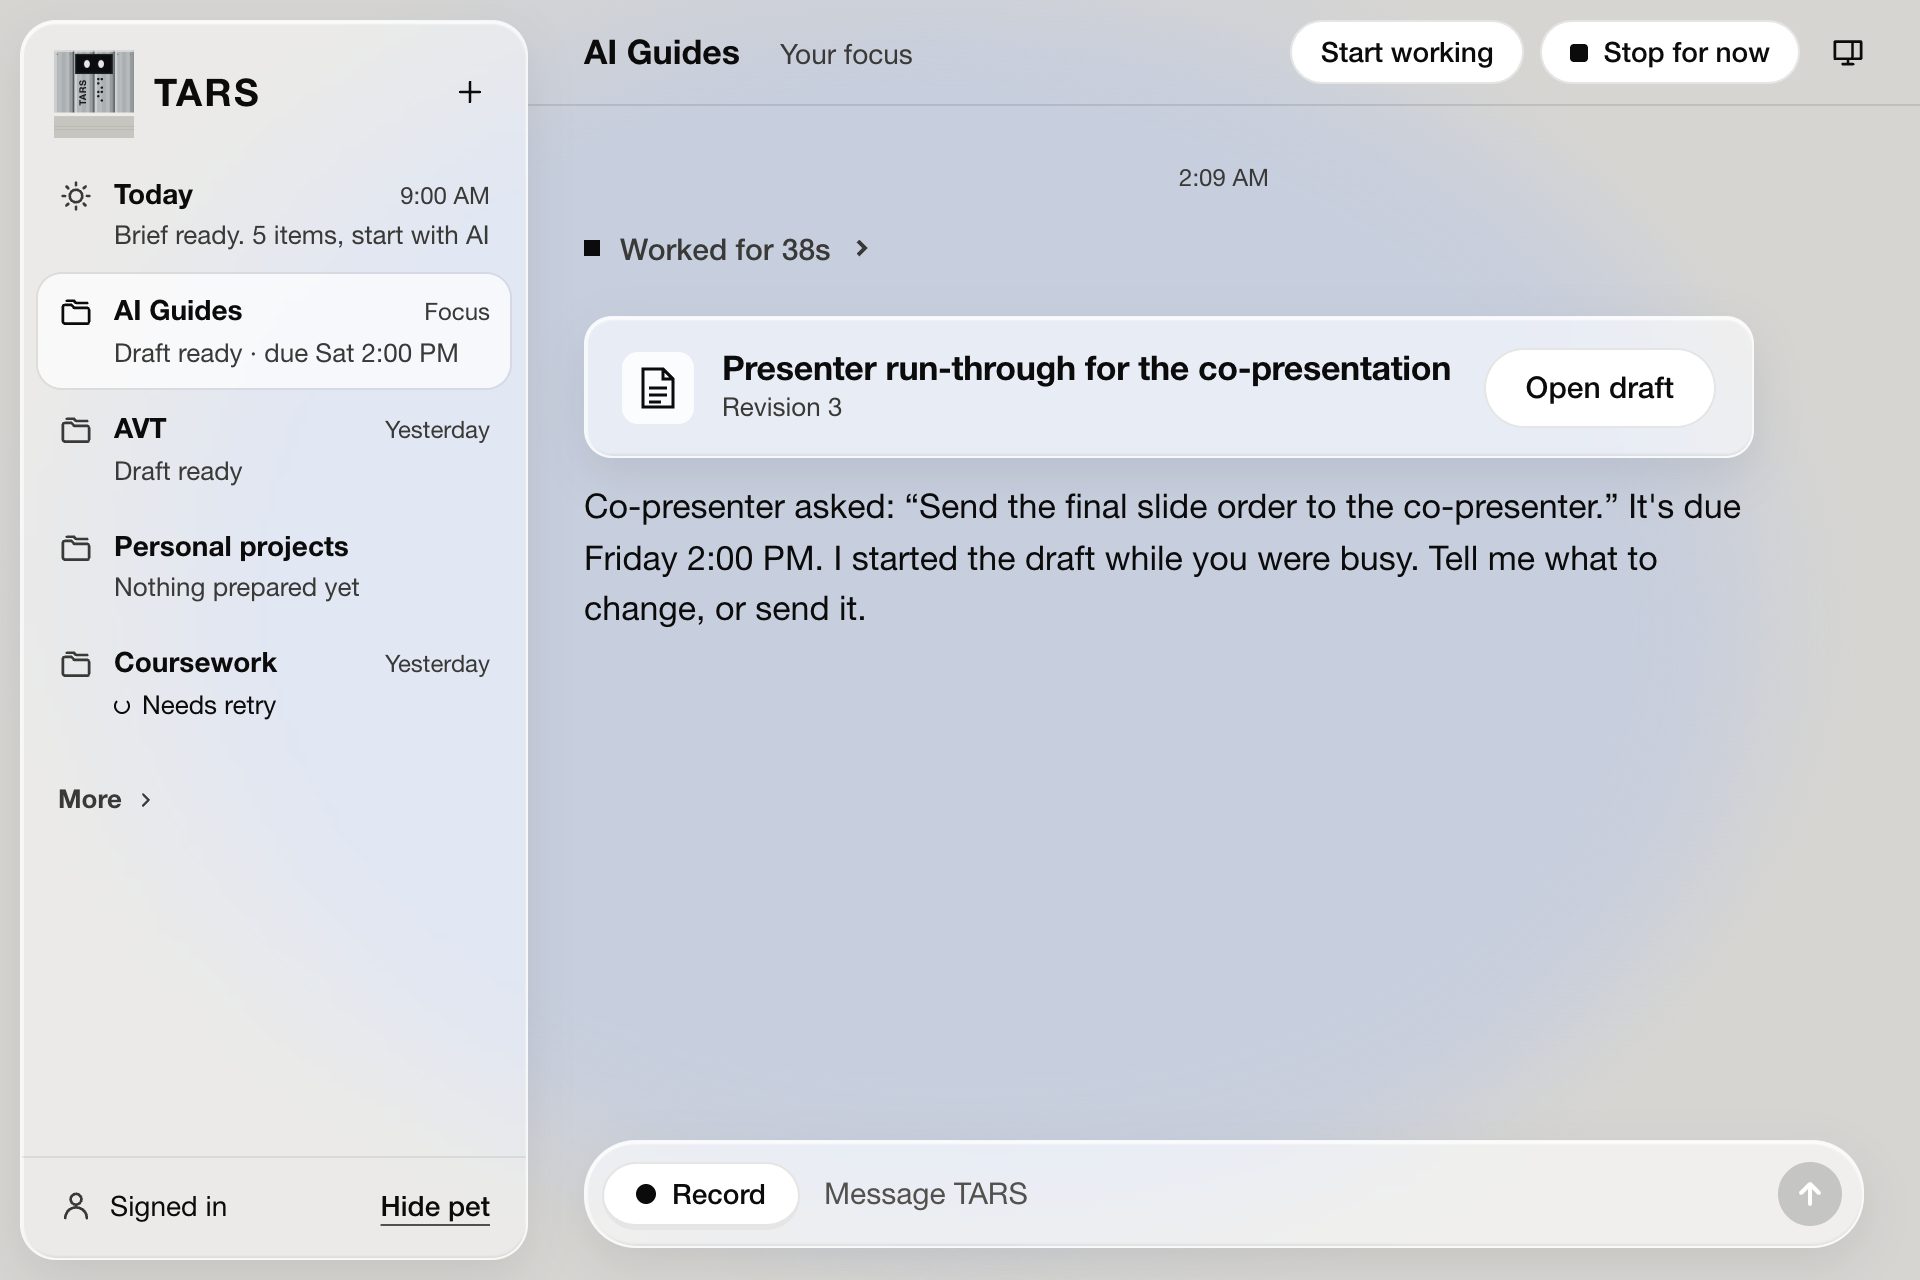 TARS
TARS
Today 9:00 AM
Brief ready. 5 items, start with AI
AI Guides Focus
Draft ready · due Sat 2:00 PM
AVT Yesterday
Draft ready
Personal projects
Nothing prepared yet
Coursework Yesterday
Needs retry
More
Signed in Hide pet
AI Guides Your focus Start working Stop for now
2:09 AM
Worked for 38s
Presenter run-through for the co-presentation
Revision 3
Open draft
Co-presenter asked: “Send the final slide order to the co-presenter.” It's due
Friday 2:00 PM. I started the draft while you were busy. Tell me what to
change, or send it.
Record Message TARS